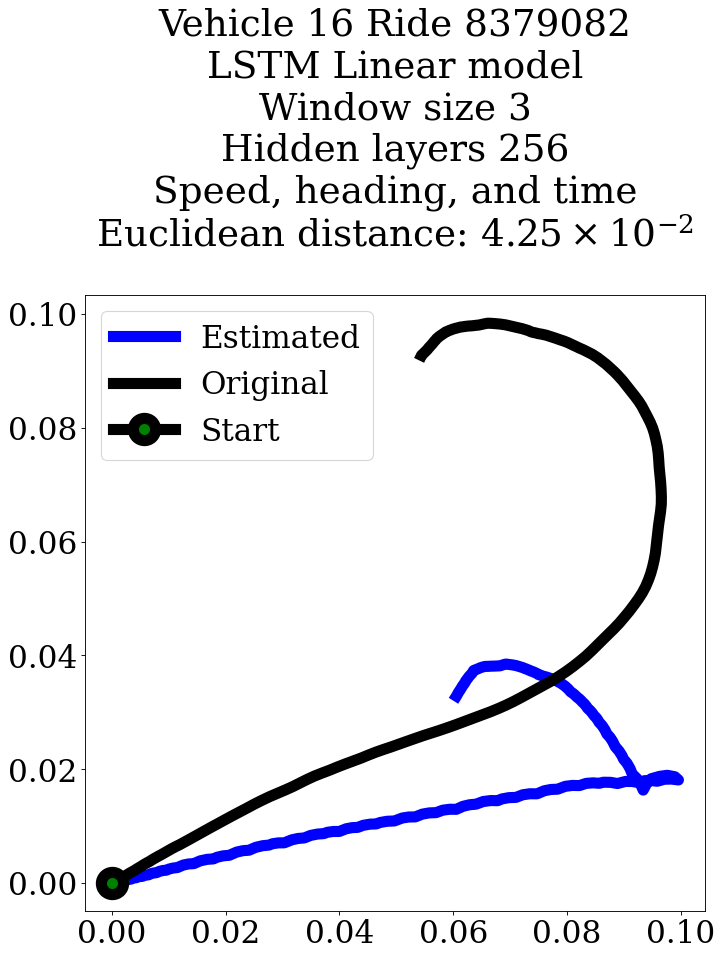 Vehicle 16 Ride 8379082
LSTM Linear model
Window size 3
Hidden layers 256
Speed, heading, and time
Euclidean distance: 4.25 × 10⁻²
0.10
0.08
0.06
0.04
0.02
0.00
Estimated
Original
Start
0.00 0.02 0.04 0.06 0.08 0.10